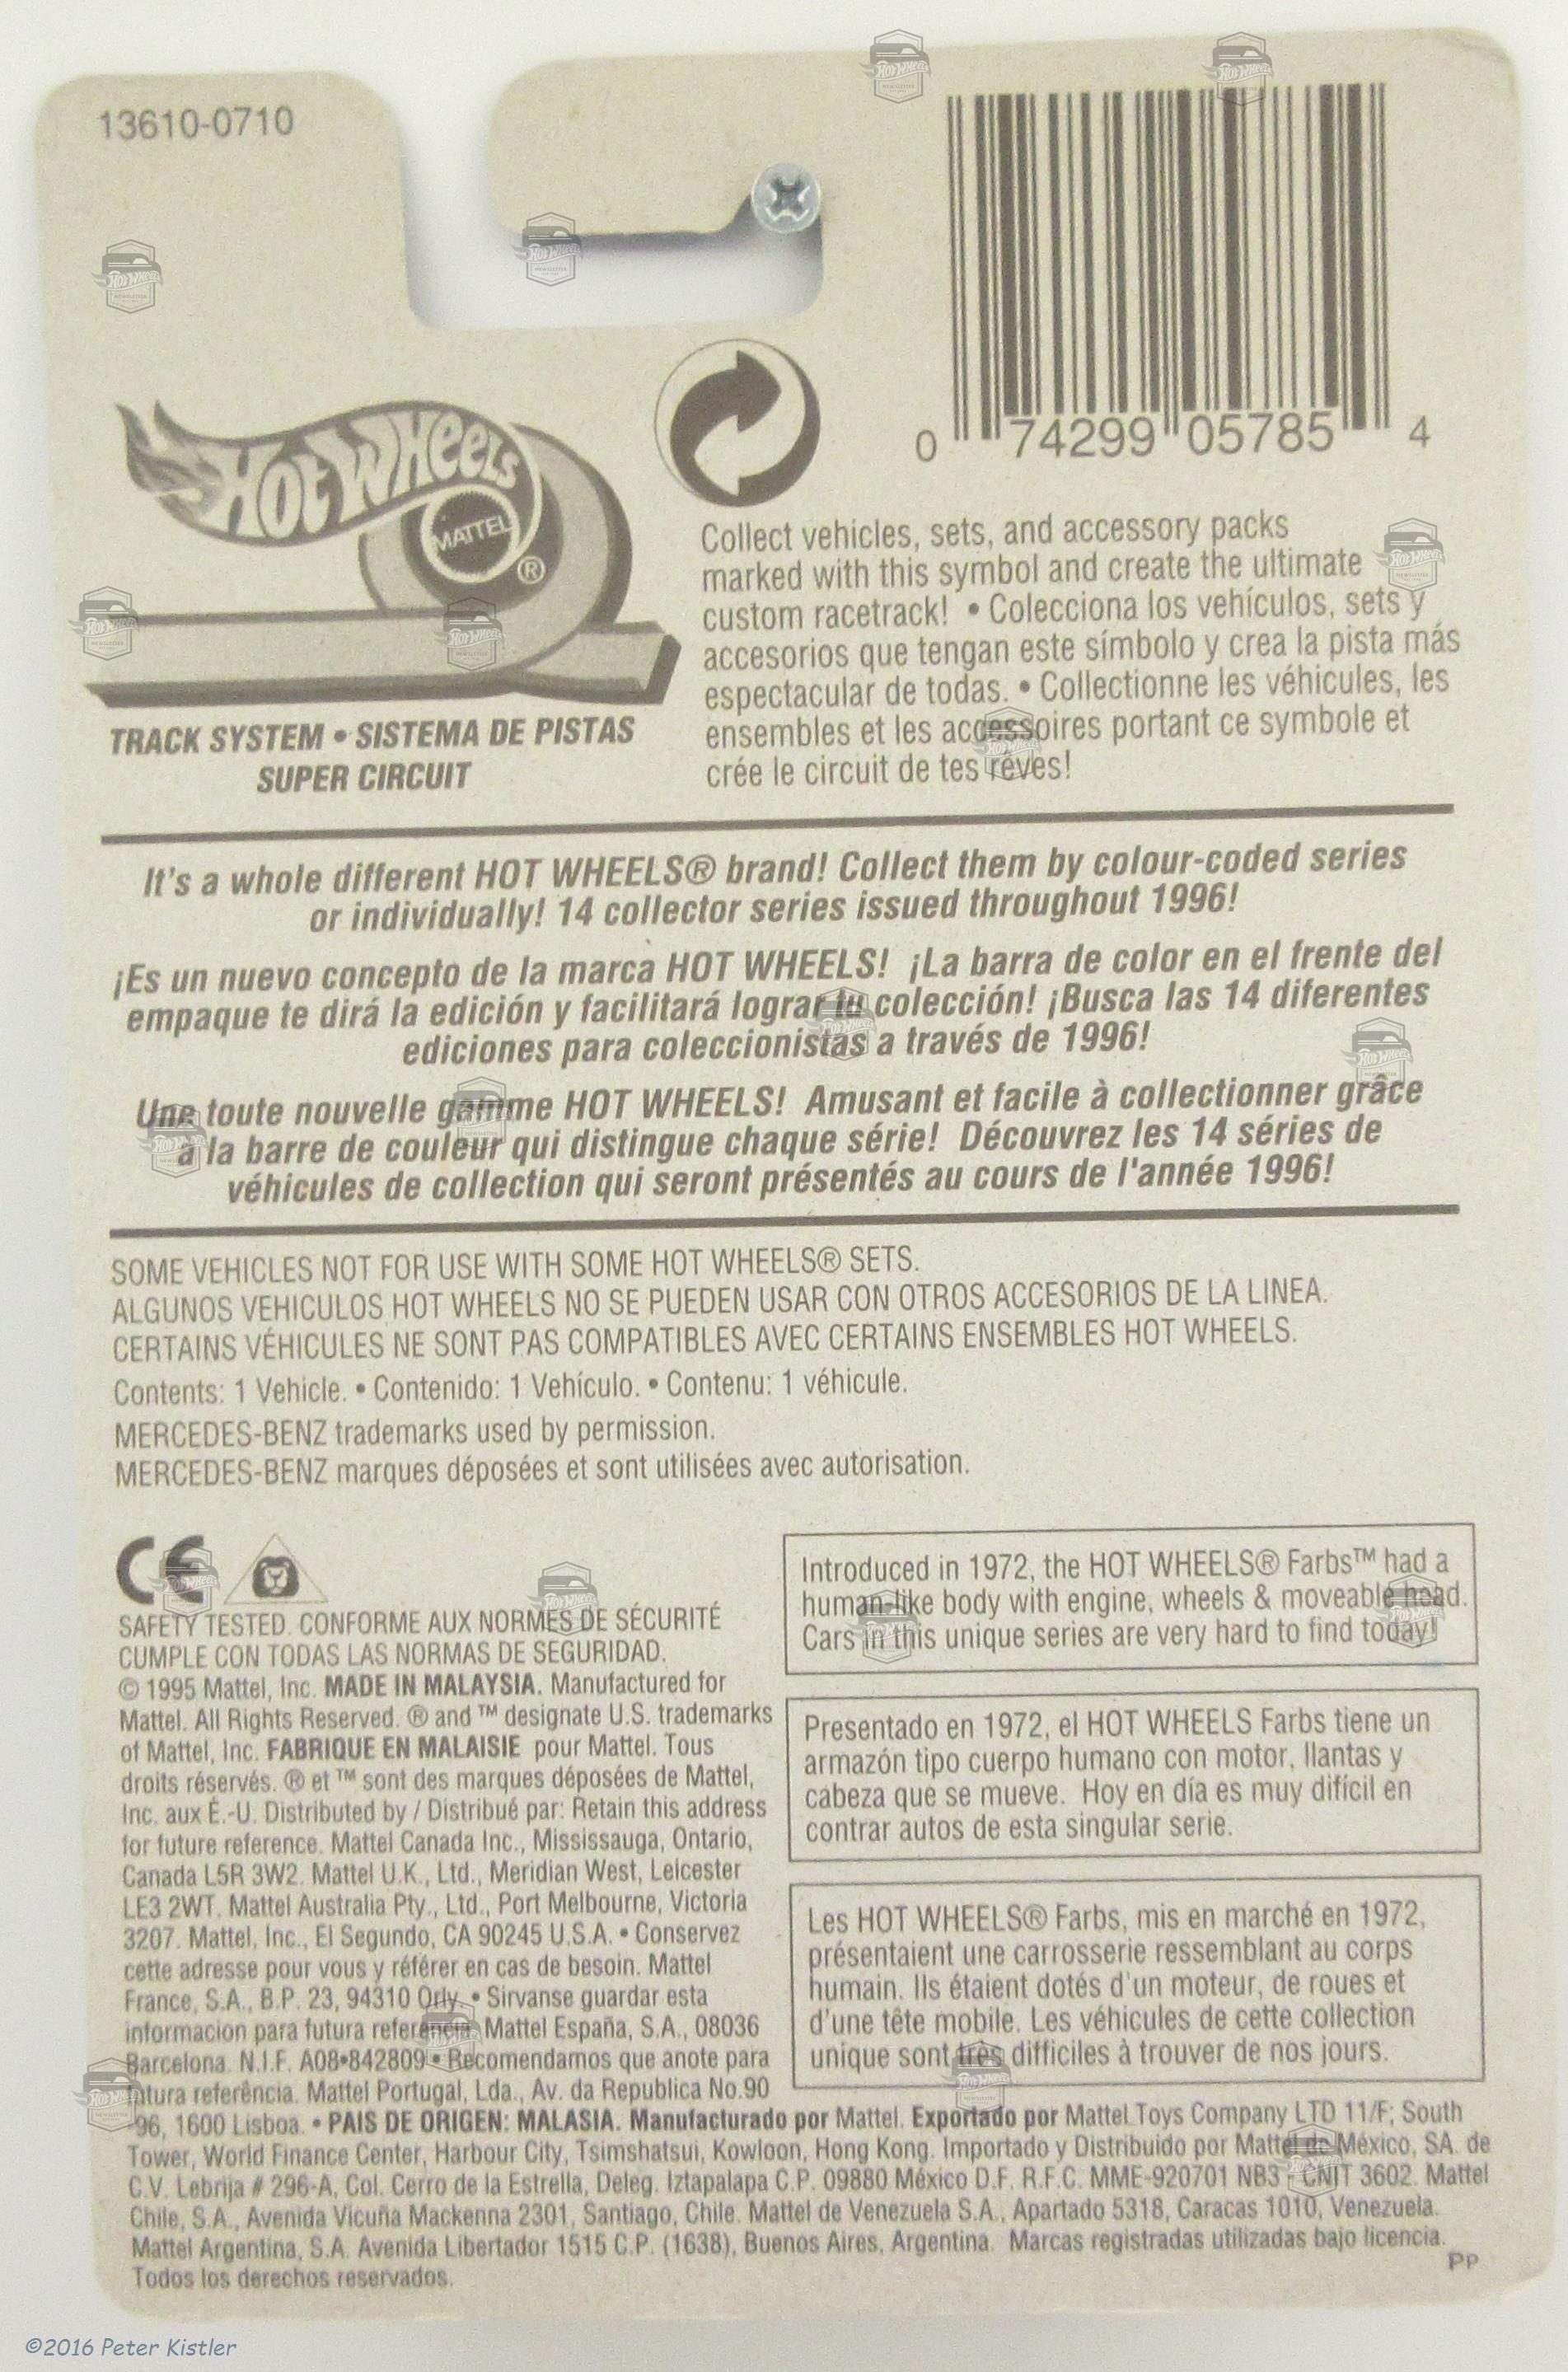 13610-0710
0 74299 05785 4
HOT WHEELS
MATTEL
®
TRACK SYSTEM • SISTEMA DE PISTAS
SUPER CIRCUIT
Collect vehicles, sets, and accessory packs
marked with this symbol and create the ultimate
custom racetrack! • Colecciona los vehículos, sets y
accesorios que tengan este símbolo y crea la pista más
espectacular de todas. • Collectionne les véhicules, les
ensembles et les accessoires portant ce symbole et
crée le circuit de tes rêves!
It's a whole different HOT WHEELS® brand! Collect them by colour-coded series
or individually! 14 collector series issued throughout 1996!
¡Es un nuevo concepto de la marca HOT WHEELS! ¡La barra de color en el frente del
empaque te dirá la edición y facilitará lograr tu colección! ¡Busca las 14 diferentes
ediciones para coleccionistas a través de 1996!
Une toute nouvelle gamme HOT WHEELS! Amusant et facile à collectionner grâce
à la barre de couleur qui distingue chaque série! Découvrez les 14 séries de
véhicules de collection qui seront présentés au cours de l'année 1996!
SOME VEHICLES NOT FOR USE WITH SOME HOT WHEELS® SETS.
ALGUNOS VEHICULOS HOT WHEELS NO SE PUEDEN USAR CON OTROS ACCESORIOS DE LA LINEA.
CERTAINS VÉHICULES NE SONT PAS COMPATIBLES AVEC CERTAINS ENSEMBLES HOT WHEELS.
Contents: 1 Vehicle. • Contenido: 1 Vehículo. • Contenu: 1 véhicule.
MERCEDES-BENZ trademarks used by permission.
MERCEDES-BENZ marques déposées et sont utilisées avec autorisation.
CE
SAFETY TESTED. CONFORME AUX NORMES DE SÉCURITÉ
CUMPLE CON TODAS LAS NORMAS DE SEGURIDAD.
© 1995 Mattel, Inc. MADE IN MALAYSIA. Manufactured for
Mattel. All Rights Reserved. ® and ™ designate U.S. trademarks
of Mattel, Inc. FABRIQUE EN MALAISIE pour Mattel. Tous
droits réservés. ® et ™ sont des marques déposées de Mattel,
Inc. aux É.-U. Distributed by / Distribué par: Retain this address
for future reference. Mattel Canada Inc., Mississauga, Ontario,
Canada L5R 3W2. Mattel U.K., Ltd., Meridian West, Leicester
LE3 2WT. Mattel Australia Pty., Ltd., Port Melbourne, Victoria
3207. Mattel, Inc., El Segundo, CA 90245 U.S.A. • Conservez
cette adresse pour vous y référer en cas de besoin. Mattel
France, S.A., B.P. 23, 94310 Orly. • Sirvanse guardar esta
informacion para futura referencia Mattel España, S.A., 08036
Barcelona. N.I.F. A08•842809 • Recomendamos que anote para
futura referência. Mattel Portugal, Lda., Av. da Republica No.90
96, 1600 Lisboa. • PAIS DE ORIGEN: MALASIA. Manufacturado por Mattel. Exportado por Mattel Toys Company LTD 11/F; South
Tower, World Finance Center, Harbour City, Tsimshatsui, Kowloon, Hong Kong. Importado y Distribuido por Mattel de México, SA. de
C.V. Lebrija # 296-A, Col. Cerro de la Estrella, Deleg. Iztapalapa C.P. 09880 México D.F. R.F.C. MME-920701 NB3 - CNIT 3602. Mattel
Chile, S.A., Avenida Vicuña Mackenna 2301, Santiago, Chile. Mattel de Venezuela S.A., Apartado 5318, Caracas 1010, Venezuela.
Mattel Argentina, S.A. Avenida Libertador 1515 C.P. (1638), Buenos Aires, Argentina. Marcas registradas utilizadas bajo licencia.
Todos los derechos reservados.
PP
Introduced in 1972, the HOT WHEELS® Farbs™ had a
human-like body with engine, wheels & moveable head.
Cars in this unique series are very hard to find today!
Presentado en 1972, el HOT WHEELS Farbs tiene un
armazón tipo cuerpo humano con motor, llantas y
cabeza que se mueve. Hoy en día es muy difícil en
contrar autos de esta singular serie.
Les HOT WHEELS® Farbs, mis en marché en 1972,
présentaient une carrosserie ressemblant au corps
humain. Ils étaient dotés d'un moteur, de roues et
d'une tête mobile. Les véhicules de cette collection
unique sont très difficiles à trouver de nos jours.
©2016 Peter Kistler